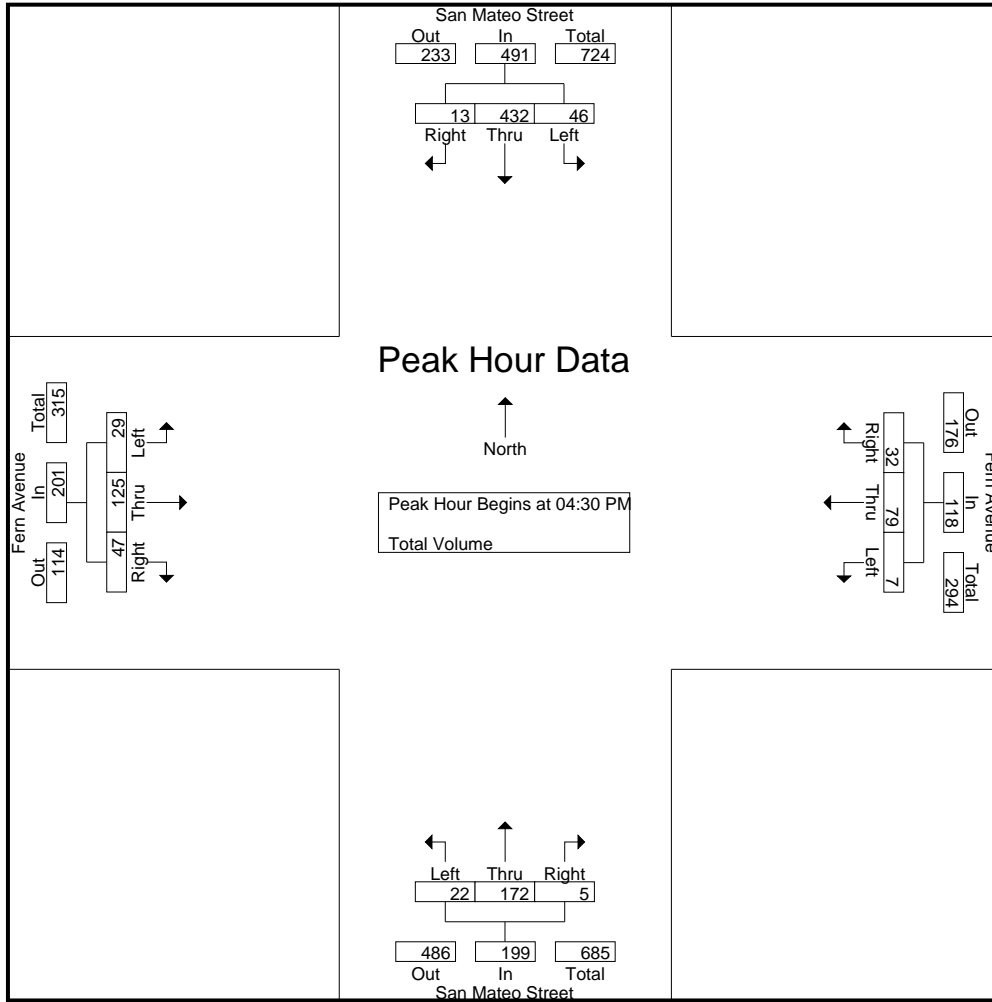 San Mateo Street
Out In Total
233 491 724
13 432 46
Right Thru Left
Peak Hour Data
North
Peak Hour Begins at 04:30 PM
Total Volume
Fern Avenue
Total In Out
315 201 114
29 125 47
Left Thru Right
Fern Avenue
Out In Total
176 118 294
32 79 7
Right Thru Left
Left Thru Right
22 172 5
486 199 685
Out In Total
San Mateo Street